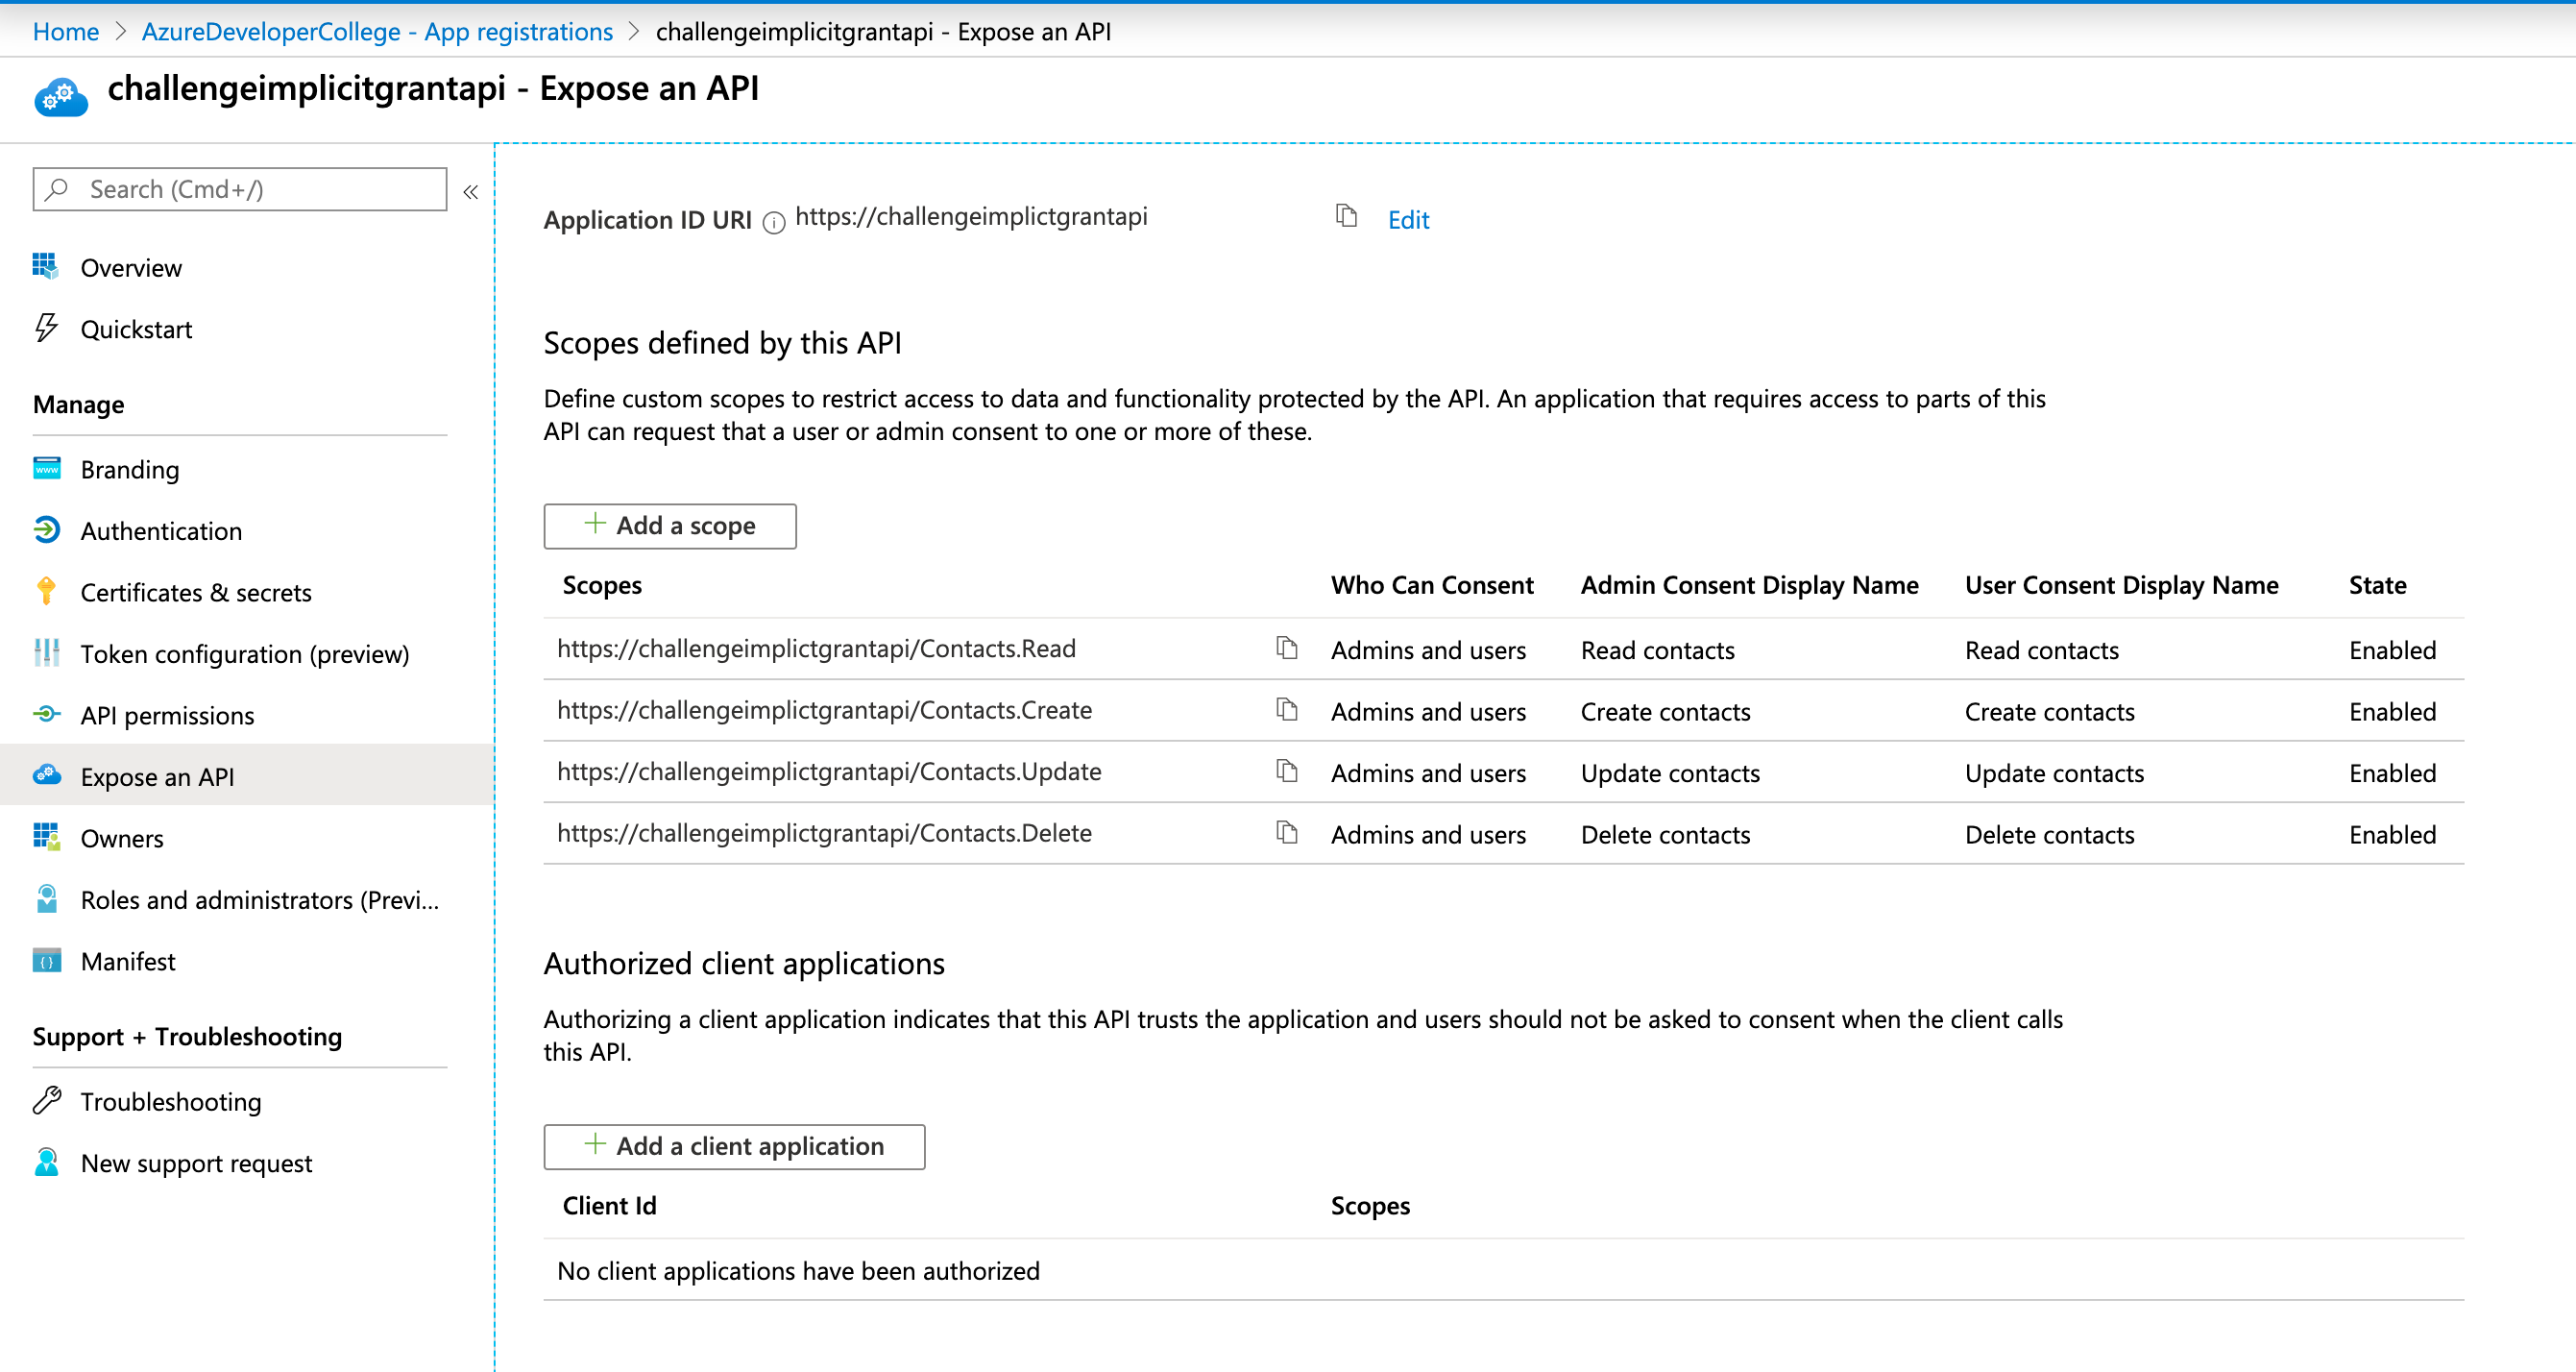 Home > AzureDeveloperCollege - App registrations > challengeimplicitgrantapi - Expose an API
challengeimplicitgrantapi - Expose an API
Search (Cmd+/)
«
Overview
Quickstart
Manage
Branding
Authentication
Certificates & secrets
Token configuration (preview)
API permissions
Expose an API
Owners
Roles and administrators (Previ...
Manifest
Support + Troubleshooting
Troubleshooting
New support request
Application ID URI https://challengeimplictgrantapi Edit
Scopes defined by this API
Define custom scopes to restrict access to data and functionality protected by the API. An application that requires access to parts of this
API can request that a user or admin consent to one or more of these.
+ Add a scope
Scopes Who Can Consent Admin Consent Display Name User Consent Display Name State
https://challengeimplictgrantapi/Contacts.Read Admins and users Read contacts Read contacts Enabled
https://challengeimplictgrantapi/Contacts.Create Admins and users Create contacts Create contacts Enabled
https://challengeimplictgrantapi/Contacts.Update Admins and users Update contacts Update contacts Enabled
https://challengeimplictgrantapi/Contacts.Delete Admins and users Delete contacts Delete contacts Enabled
Authorized client applications
Authorizing a client application indicates that this API trusts the application and users should not be asked to consent when the client calls
this API.
+ Add a client application
Client Id Scopes
No client applications have been authorized